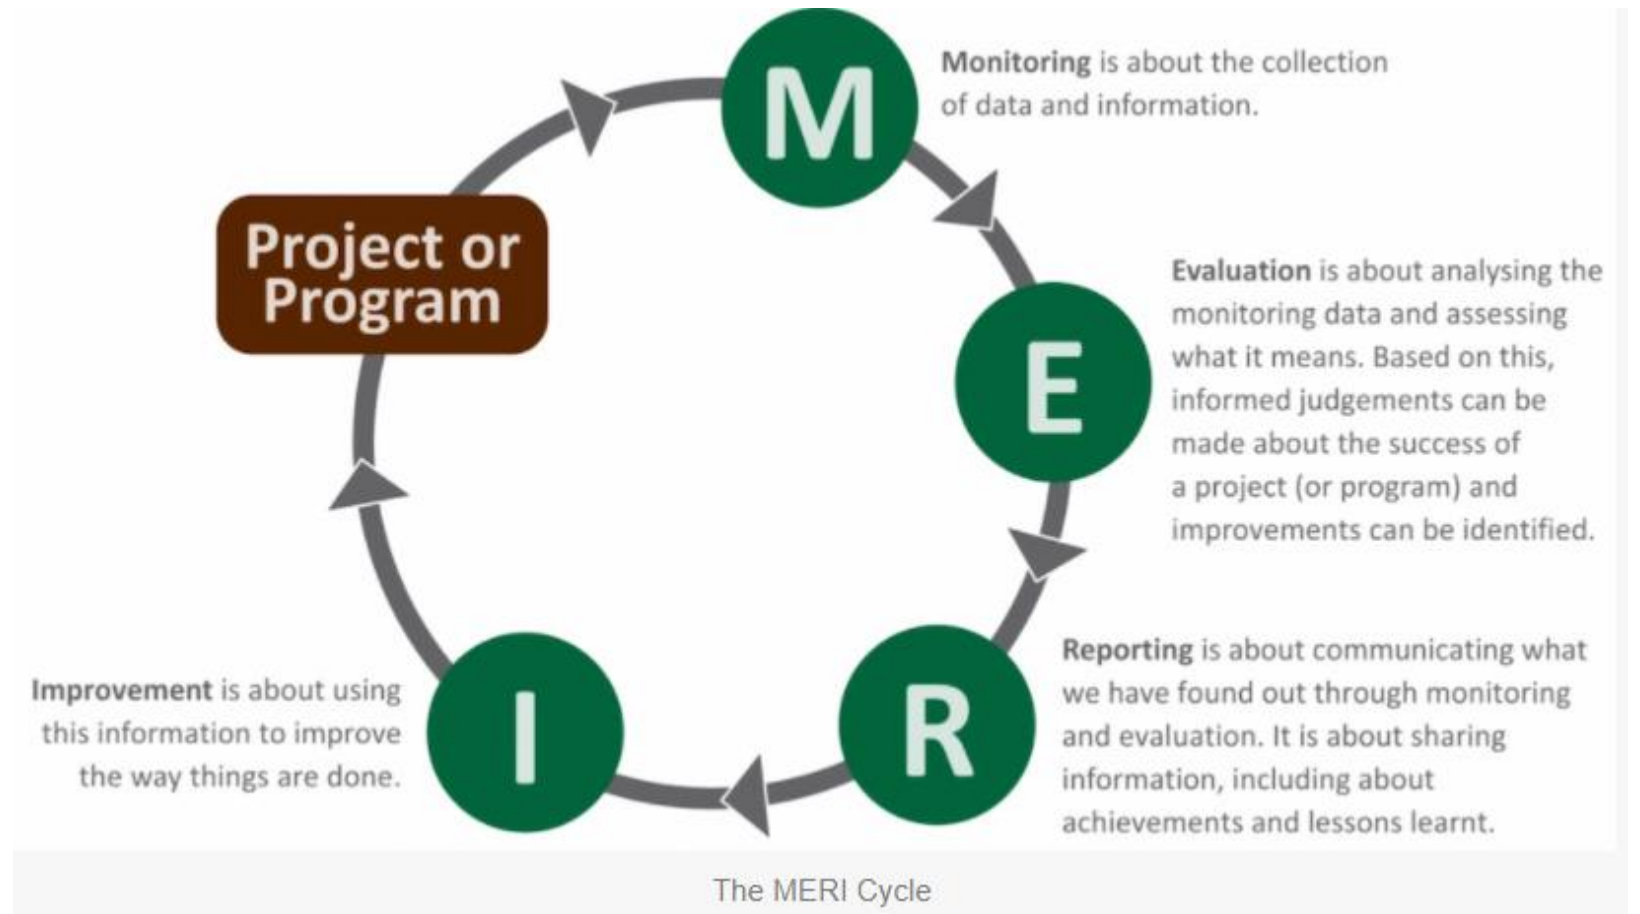 M
Monitoring is about the collection
of data and information.
Project or
Program
E
Evaluation is about analysing the
monitoring data and assessing
what it means. Based on this,
informed judgements can be
made about the success of
a project (or program) and
improvements can be identified.
R
Reporting is about communicating what
we have found out through monitoring
and evaluation. It is about sharing
information, including about
achievements and lessons learnt.
I
Improvement is about using
this information to improve
the way things are done.
The MERI Cycle